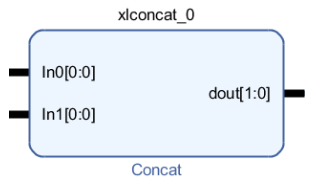 xlconcat_0
In0[0:0]
dout[1:0]
In1[0:0]
Concat